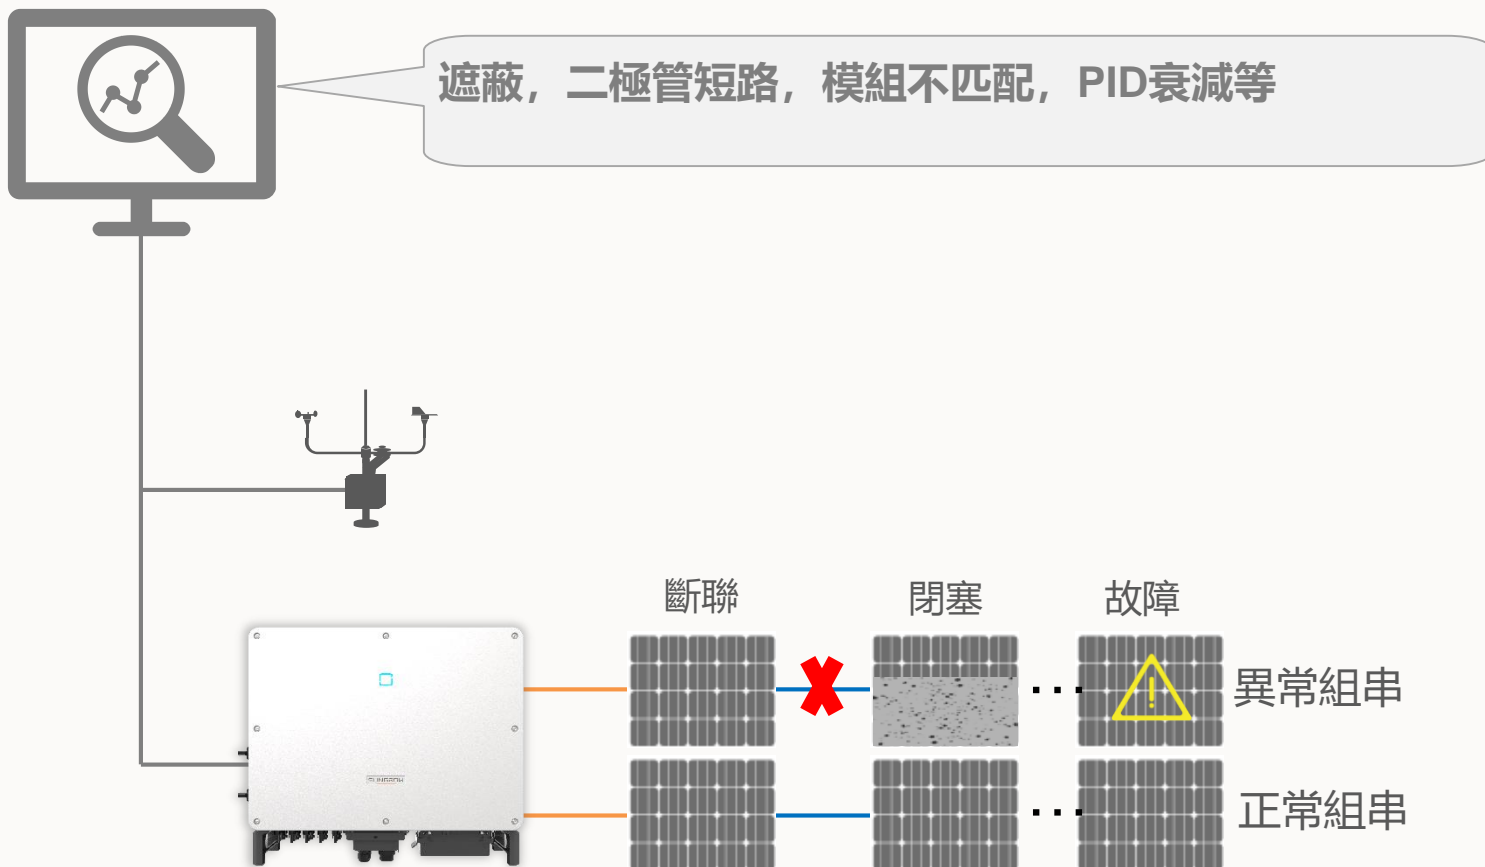 遮蔽，二極管短路，模組不匹配，PID衰減等
斷聯
閉塞
故障
異常組串
SUNGROW
正常組串